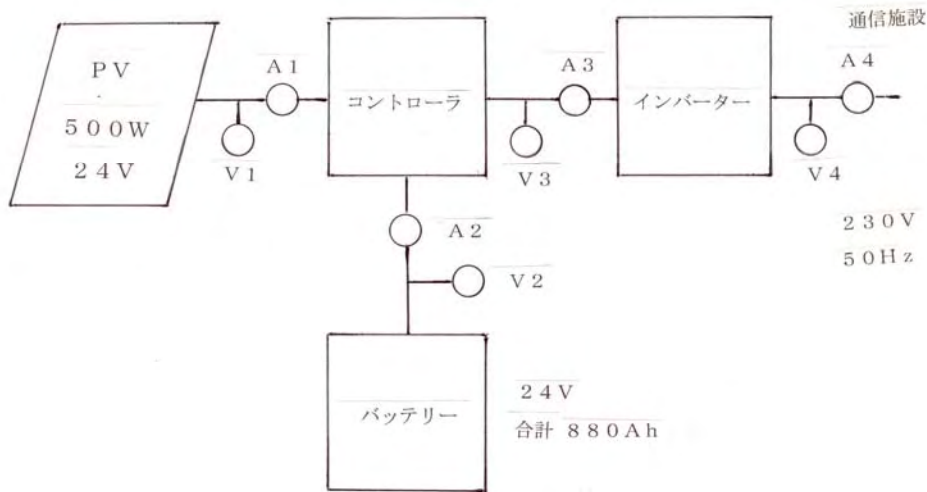 通信施設
PV
500W
24V
A1
V1
コントローラ
A3
V3
インバーター
A4
V4
230V
50Hz
A2
V2
バッテリー
24V
合計 880Ah